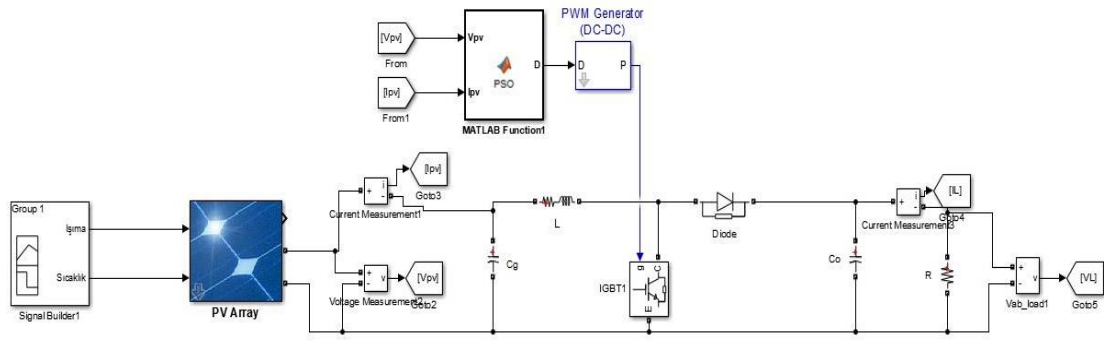 PWM Generator
(DC-DC)
[Vpv]
From
Vpv
[Ipv]
From1
Ipv
PSO
D
MATLAB Function1
D
P
Group 1
Işıma
Sıcaklık
Signal Builder1
PV Array
+
-
i
Current Measurement1
[Ipv]
Goto3
+
-
v
Voltage Measurement2
[Vpv]
Goto2
+
Cg
+
L
g
C
E
IGBT1
Diode
+
Co
+
-
i
Current Measurement3
[IL]
Goto4
R
+
+
-
v
Vab_load1
[VL]
Goto5